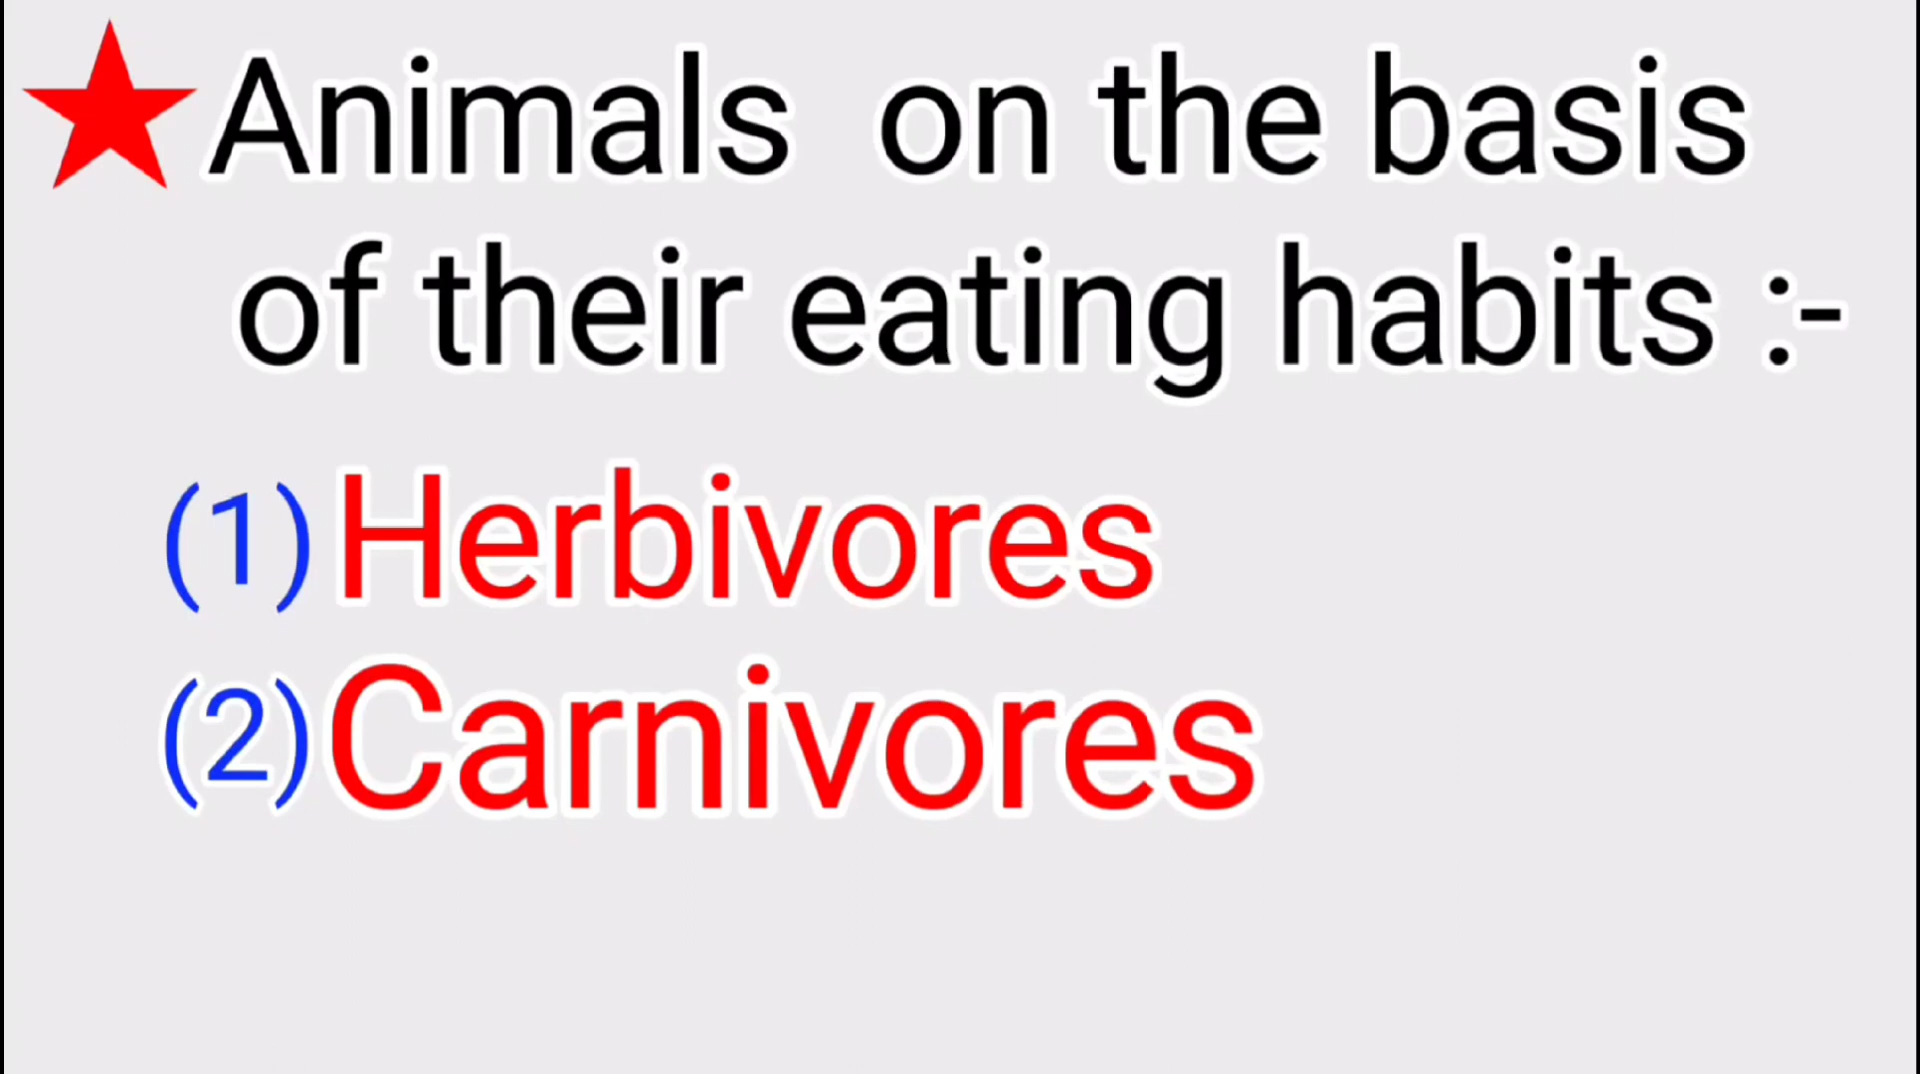 Animals on the basis
of their eating habits :-
(1) Herbivores
(2) Carnivores